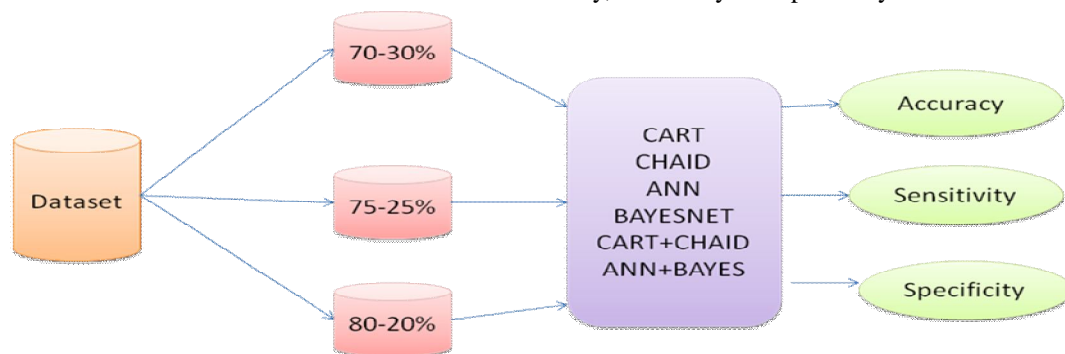 70-30%
Dataset
75-25%
80-20%
CART
CHAID
ANN
BAYESNET
CART+CHAID
ANN+BAYES
Accuracy
Sensitivity
Specificity